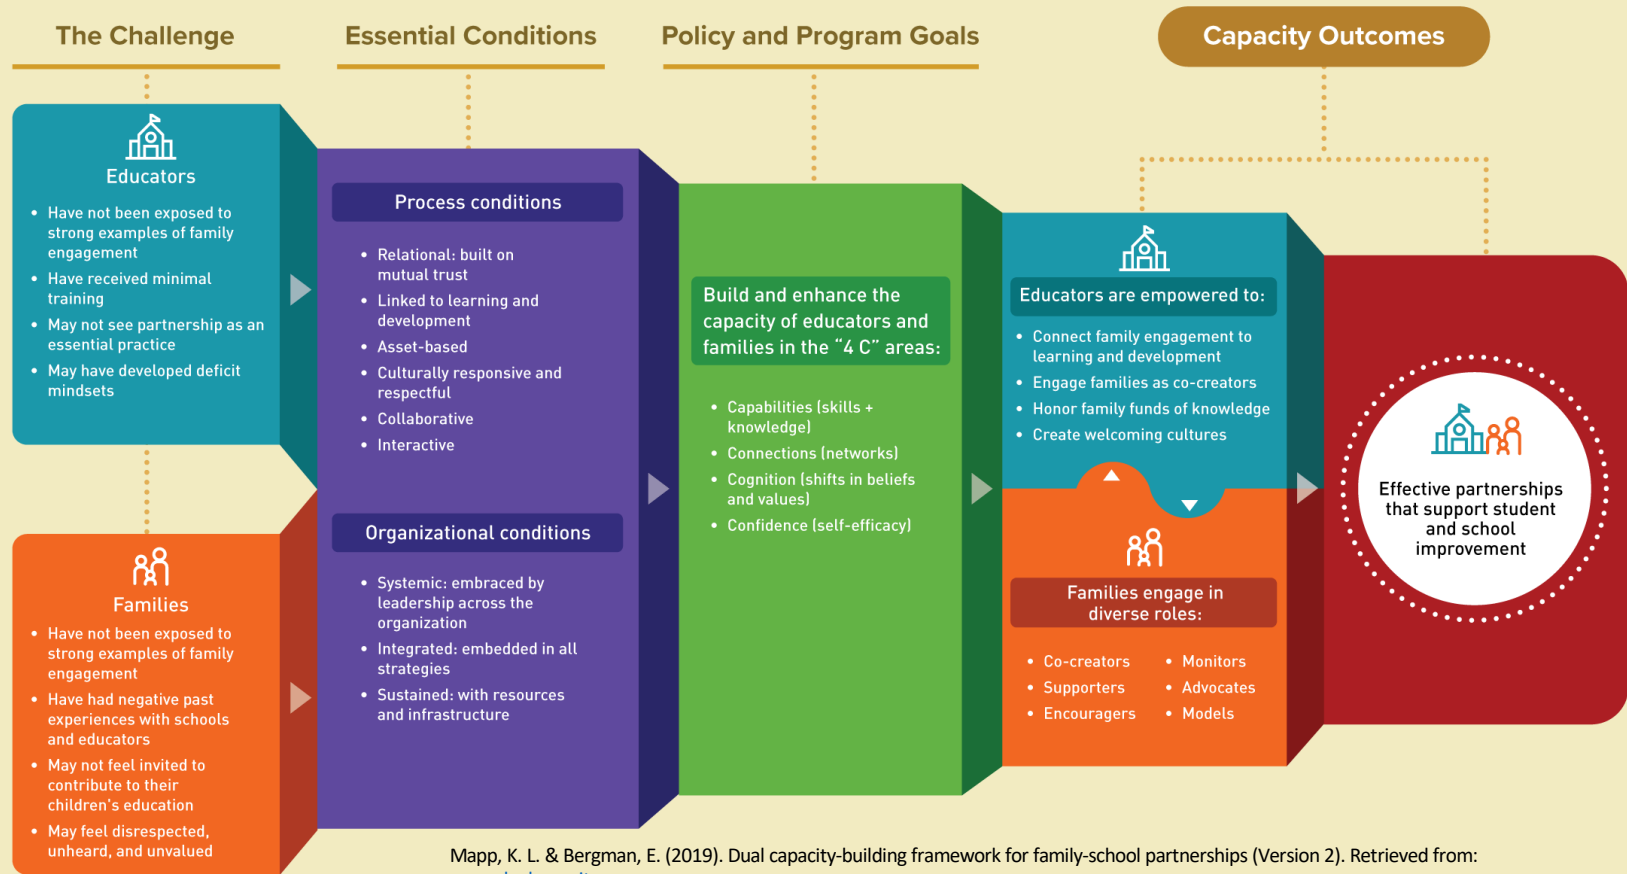 The Challenge
Essential Conditions
Policy and Program Goals
Capacity Outcomes
Educators
• Have not been exposed to
strong examples of family
engagement
• Have received minimal
training
• May not see partnership as an
essential practice
• May have developed deficit
mindsets
Families
• Have not been exposed to
strong examples of family
engagement
• Have had negative past
experiences with schools
and educators
• May not feel invited to
contribute to their
children's education
• May feel disrespected,
unheard, and unvalued
Process conditions
• Relational: built on
mutual trust
• Linked to learning and
development
• Asset-based
• Culturally responsive and
respectful
• Collaborative
• Interactive
Organizational conditions
• Systemic: embraced by
leadership across the
organization
• Integrated: embedded in all
strategies
• Sustained: with resources
and infrastructure
Build and enhance the
capacity of educators and
families in the “4 C” areas:
• Capabilities (skills +
knowledge)
• Connections (networks)
• Cognition (shifts in beliefs
and values)
• Confidence (self-efficacy)
Educators are empowered to:
• Connect family engagement to
learning and development
• Engage families as co-creators
• Honor family funds of knowledge
• Create welcoming cultures
Families engage in
diverse roles:
• Co-creators
• Supporters
• Encouragers
• Monitors
• Advocates
• Models
Effective partnerships
that support student
and school
improvement
Mapp, K. L. & Bergman, E. (2019). Dual capacity-building framework for family-school partnerships (Version 2). Retrieved from: